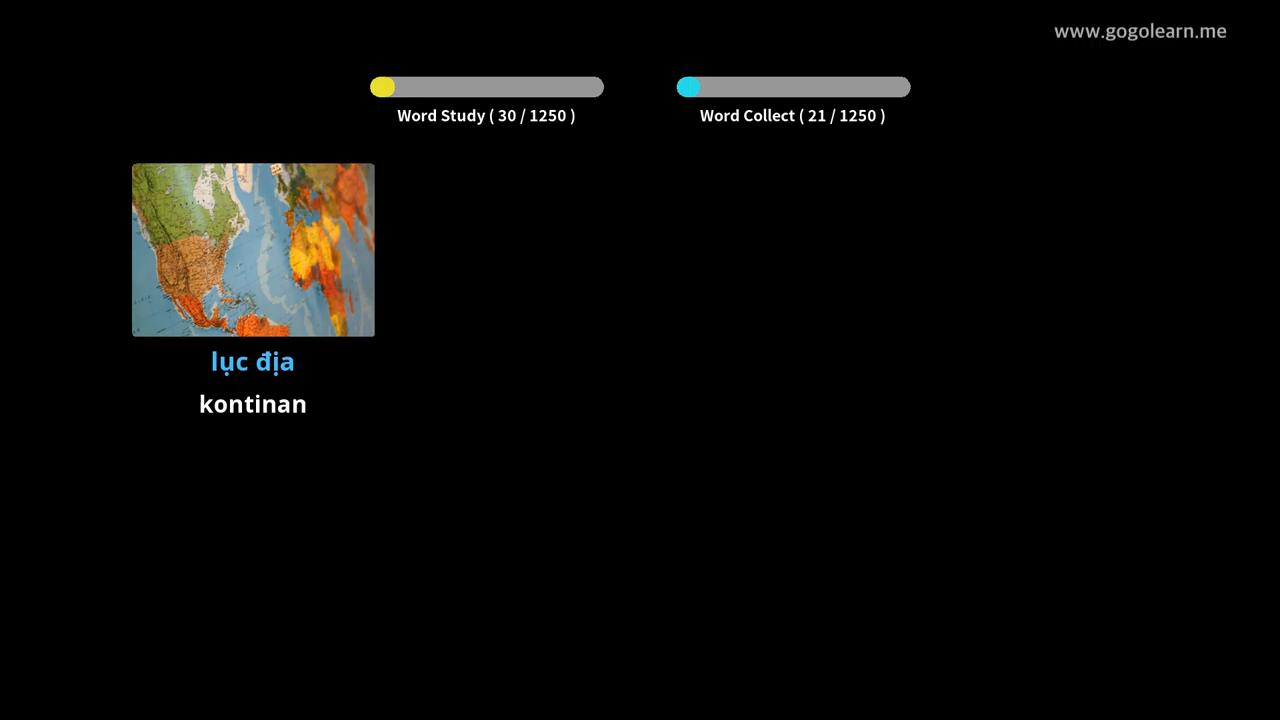 www.gogolearn.me
Word Study ( 30 / 1250 )
Word Collect ( 21 / 1250 )
lục địa
kontinan